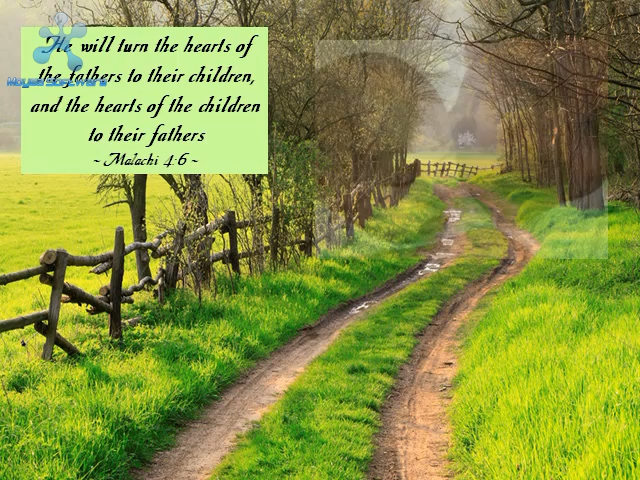 He will turn the hearts of
the fathers to their children,
and the hearts of the children
to their fathers
~ Malachi 4:6 ~